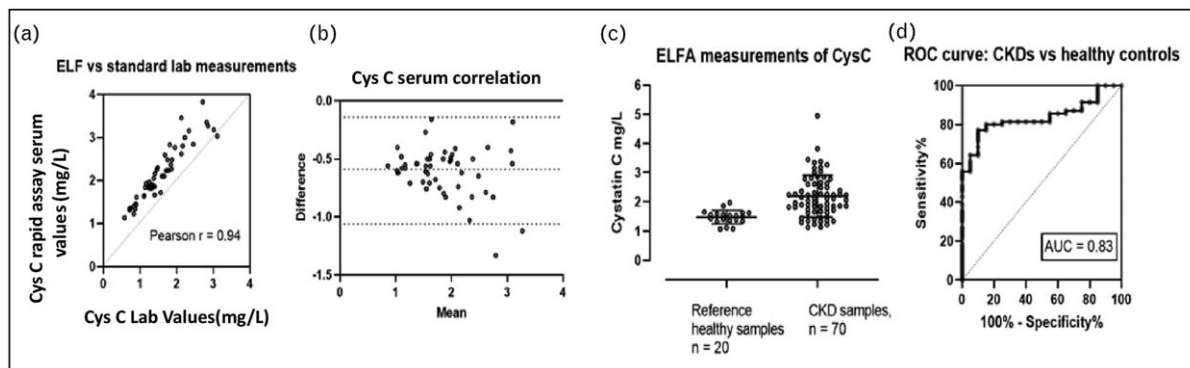 (a)
ELF vs standard lab measurements
Cys C rapid assay serum
values (mg/L)
4
3
2
1
0
Pearson r = 0.94
0 1 2 3 4
Cys C Lab Values(mg/L)
(b)
Cys C serum correlation
Difference
0.0
-0.5
-1.0
-1.5
0 1 2 3 4
Mean
(c)
ELFA measurements of CysC
Cystatin C mg/L
6
5
4
3
2
1
0
Reference
healthy samples
n = 20
CKD samples,
n = 70
(d)
ROC curve: CKDs vs healthy controls
Sensitivity%
100
80
60
40
20
0
AUC = 0.83
0 20 40 60 80 100
100% - Specificity%